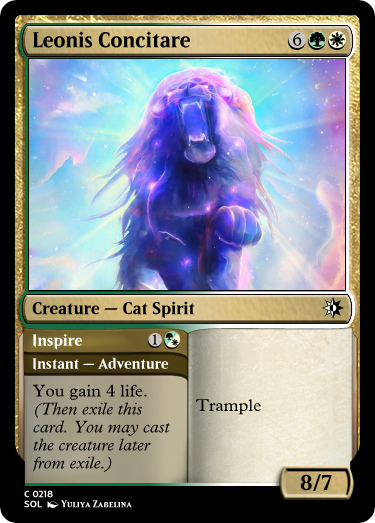 Leonis Concitare 6
Creature — Cat Spirit
Inspire 1
Instant — Adventure
You gain 4 life.
(Then exile this
card. You may cast
the creature later
from exile.)
Trample
8/7
C 0218
SOL Yuliya Zabelina